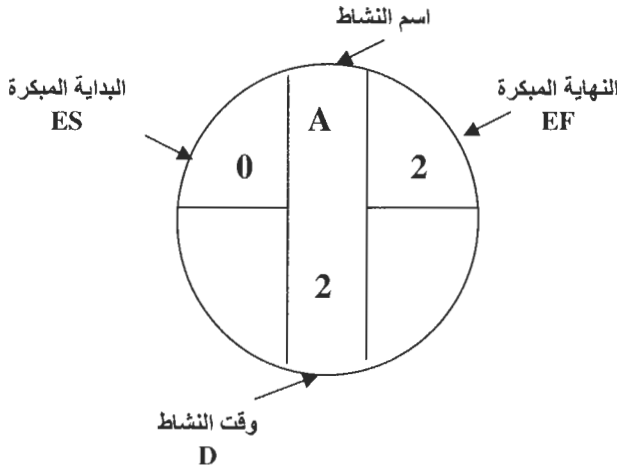 اسم النشاط
البداية المبكرة
ES
النهاية المبكرة
EF
A
0
2
2
وقت النشاط
D